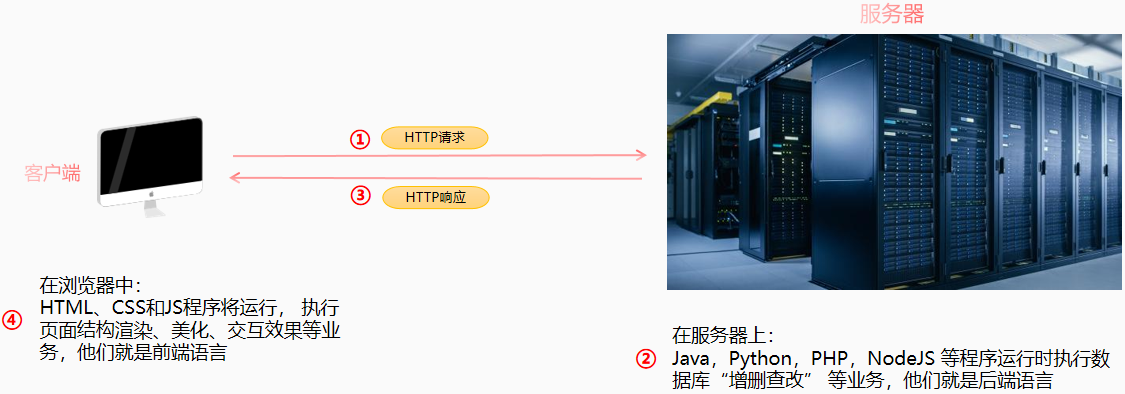 服务器
① HTTP请求
客户端
③ HTTP响应
在浏览器中：
HTML、CSS和JS程序将运行， 执行
④ 页面结构渲染、美化、交互效果等业
务，他们就是前端语言
在服务器上：
② Java，Python，PHP，NodeJS 等程序运行时执行数
据库“增删查改” 等业务，他们就是后端语言